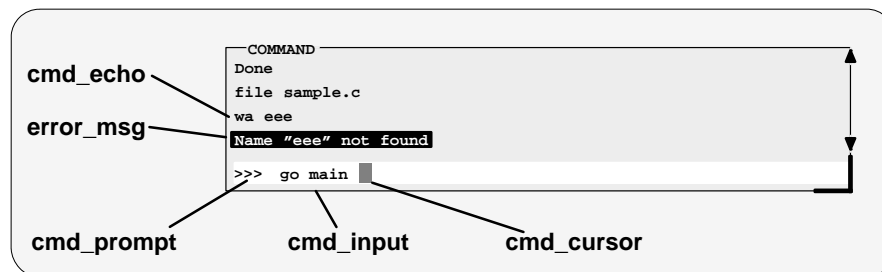 COMMAND
Done
cmd_echo
file sample.c
wa eee
error_msg
Name "eee" not found
>>> go main
cmd_prompt cmd_input cmd_cursor